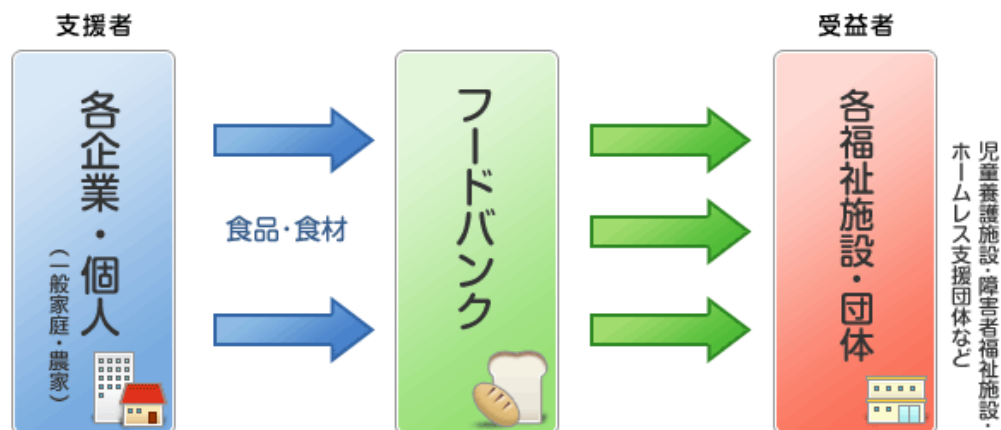 支援者
各企業・個人
(一般家庭・農家)
食品・食材
フードバンク
受益者
各福祉施設・団体
児童養護施設・障害者福祉施設・
ホームレス支援団体など